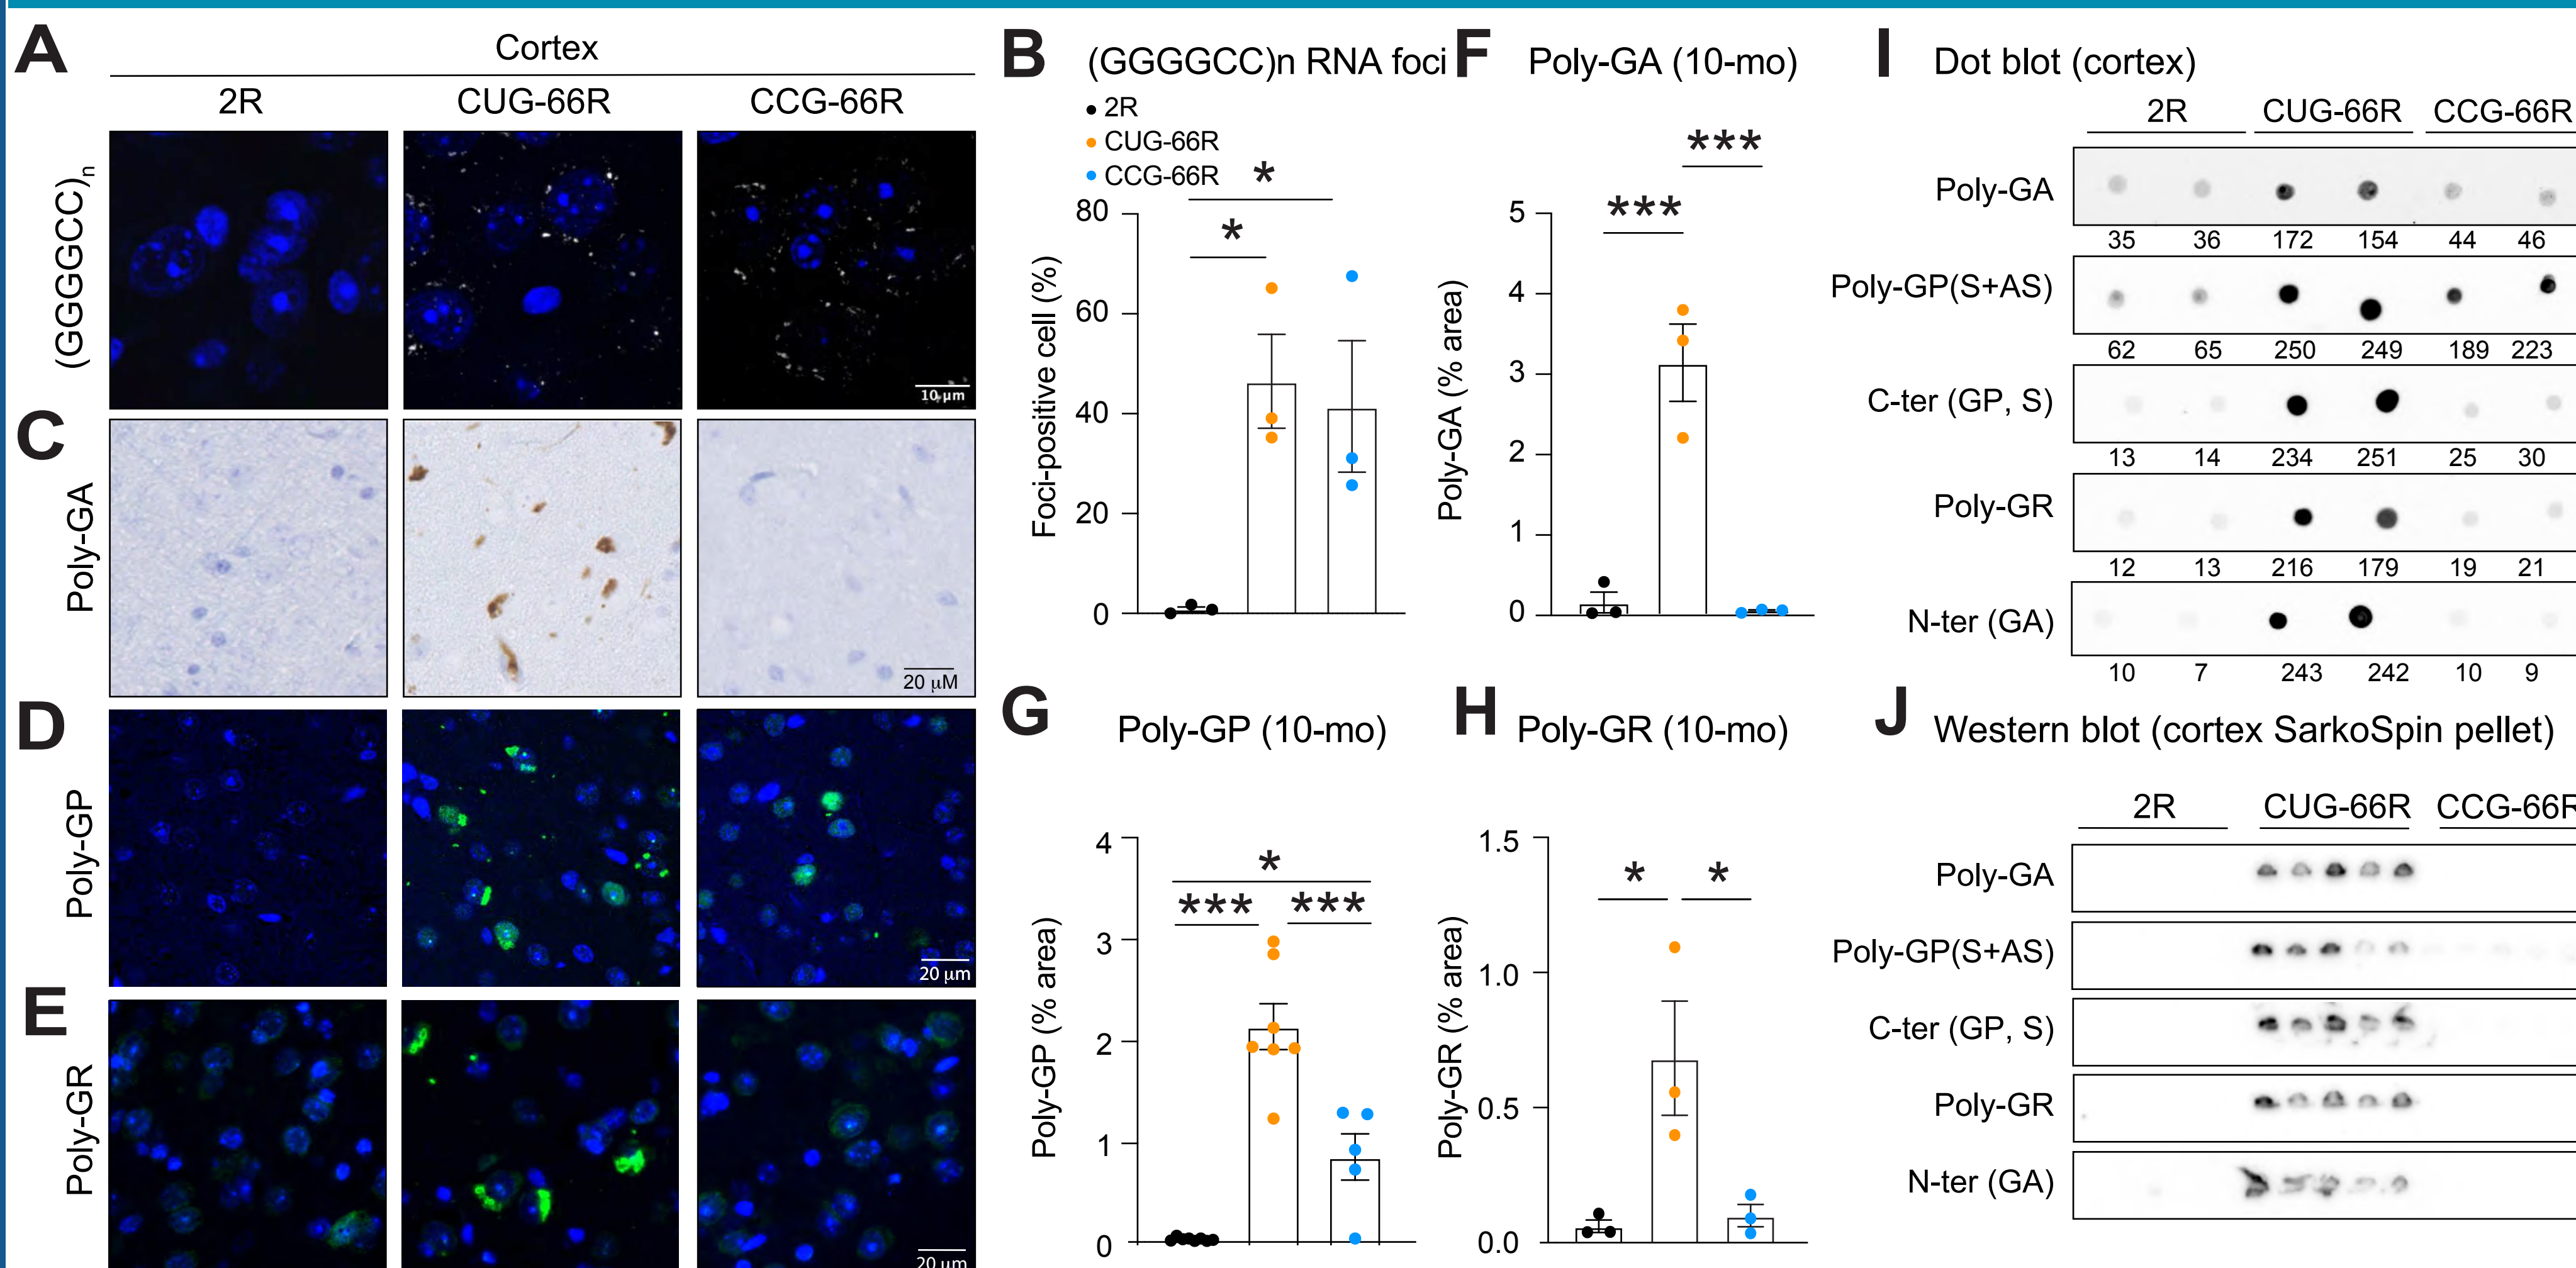 A
Cortex
2R
CUG-66R
CCG-66R
(GGGGCC)n
10 µm
C
Poly-GA
20 µM
D
Poly-GP
20 µm
E
Poly-GR
20 µm
B
(GGGGCC)n RNA foci
2R
CUG-66R
CCG-66R
*
*
Foci-positive cell (%)
80
60
40
20
0
F
Poly-GA (10-mo)
***
***
Poly-GA (% area)
5
4
3
2
1
0
G
Poly-GP (10-mo)
*
*** ***
Poly-GP (% area)
4
3
2
1
0
H
Poly-GR (10-mo)
* *
Poly-GR (% area)
1.5
1.0
0.5
0.0
I
Dot blot (cortex)
2R CUG-66R CCG-66R
Poly-GA
35 36 172 154 44 46
Poly-GP(S+AS)
62 65 250 249 189 223
C-ter (GP, S)
13 14 234 251 25 30
Poly-GR
12 13 216 179 19 21
N-ter (GA)
10 7 243 242 10 9
J
Western blot (cortex SarkoSpin pellet)
2R CUG-66R CCG-66R
Poly-GA
Poly-GP(S+AS)
C-ter (GP, S)
Poly-GR
N-ter (GA)